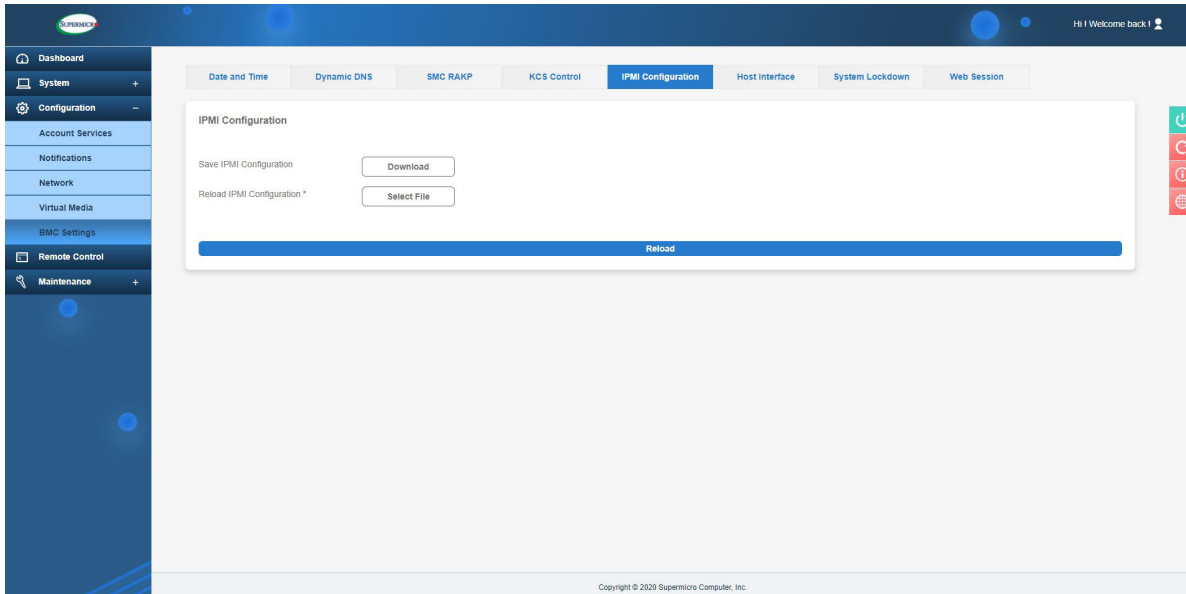 SUPERMICRO
Hi ! Welcome back !
Dashboard
System +
Configuration −
Account Services
Notifications
Network
Virtual Media
BMC Settings
Remote Control
Maintenance +
Date and Time Dynamic DNS SMC RAKP KCS Control IPMI Configuration Host Interface System Lockdown Web Session
IPMI Configuration
Save IPMI Configuration Download
Reload IPMI Configuration * Select File
Reload
Copyright © 2020 Supermicro Computer, Inc.